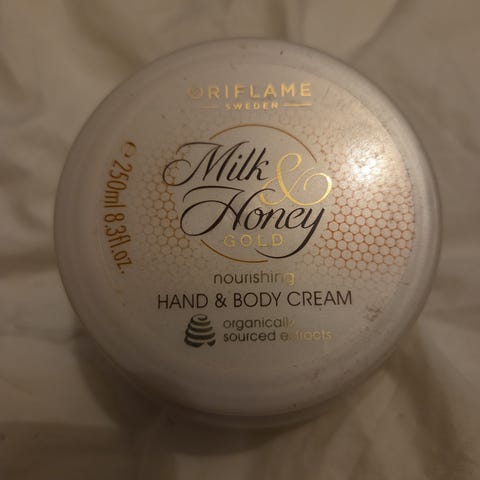 ORIFLAME
SWEDEN
Milk &
Honey
GOLD
nourishing
HAND & BODY CREAM
organically
sourced extracts
℮ 250ml 8.3fl.oz.